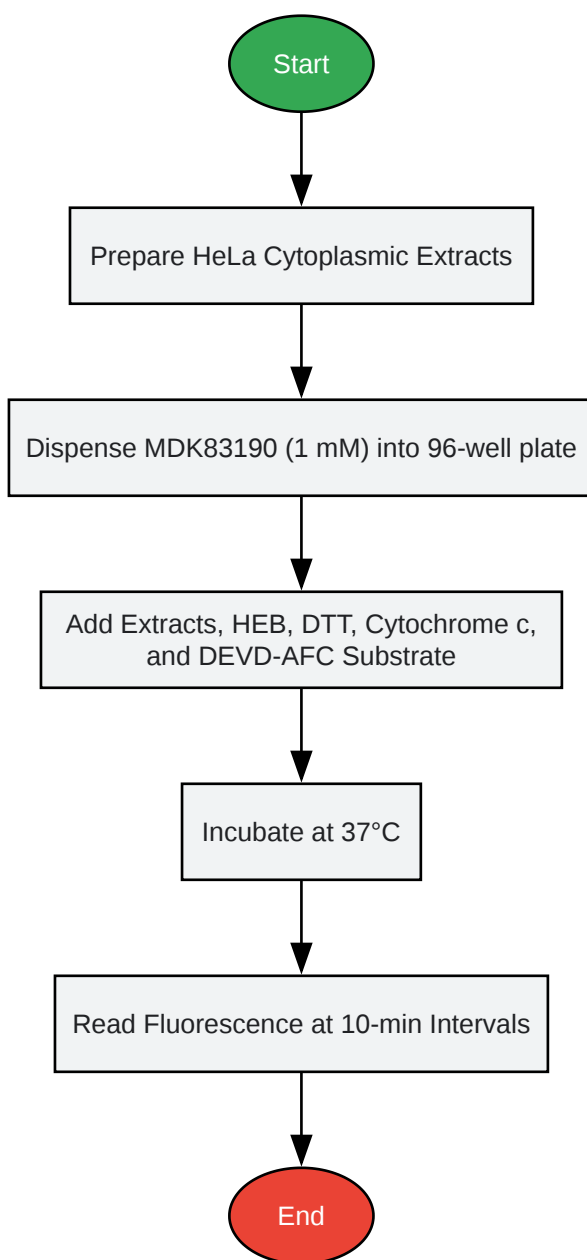 Start
Prepare HeLa Cytoplasmic Extracts
Dispense MDK83190 (1 mM) into 96-well plate
Add Extracts, HEB, DTT, Cytochrome c,
and DEVD-AFC Substrate
Incubate at 37°C
Read Fluorescence at 10-min Intervals
End